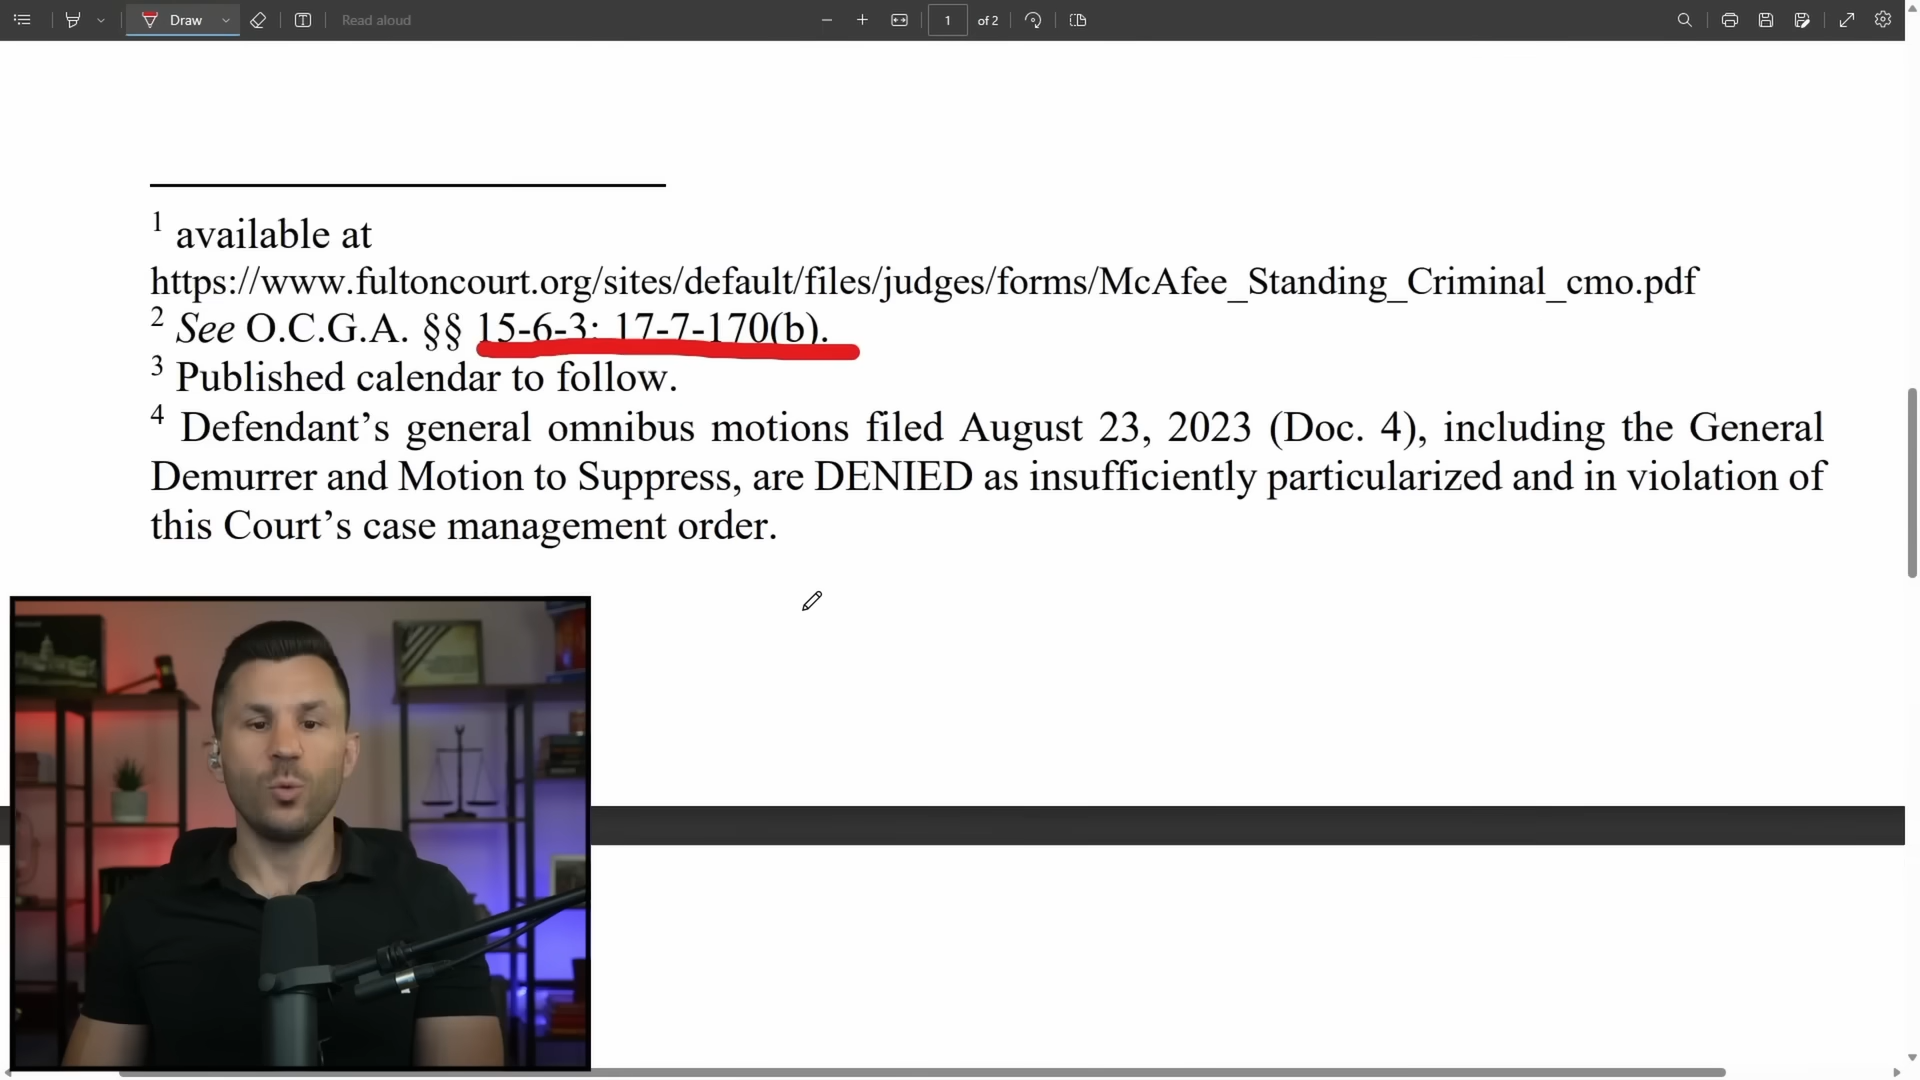 Draw
Read aloud
1
of 2
1 available at
https://www.fultoncourt.org/sites/default/files/judges/forms/McAfee_Standing_Criminal_cmo.pdf
2 See O.C.G.A. §§ 15-6-3; 17-7-170(b).
3 Published calendar to follow.
4 Defendant’s general omnibus motions filed August 23, 2023 (Doc. 4), including the General
Demurrer and Motion to Suppress, are DENIED as insufficiently particularized and in violation of
this Court’s case management order.